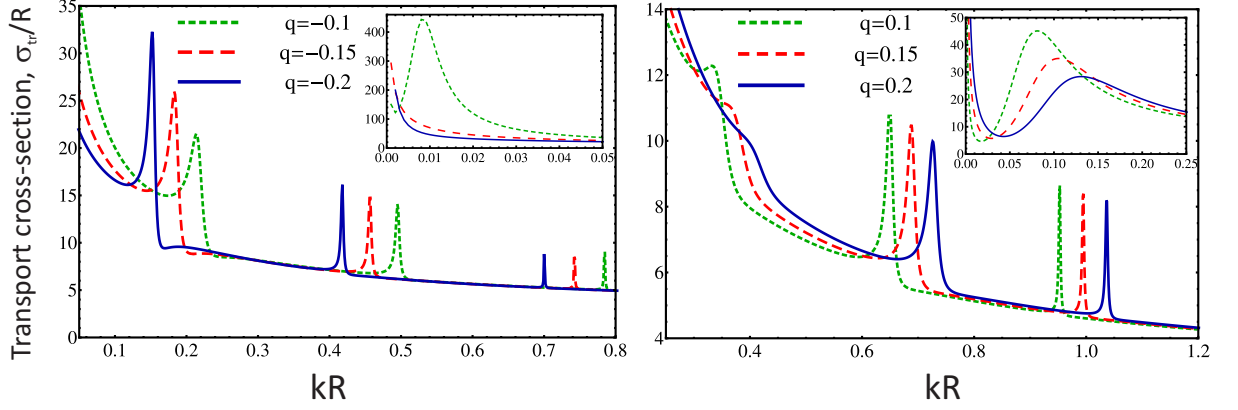 Transport cross-section, σtr/R
35
30
25
20
15
10
5
0
q=−0.1
q=−0.15
q=−0.2
400
300
200
100
0
0.00 0.01 0.02 0.03 0.04 0.05
0.1 0.2 0.3 0.4 0.5 0.6 0.7 0.8
kR
14
12
10
8
6
4
q=0.1
q=0.15
q=0.2
50
40
30
20
10
0
0.00 0.05 0.10 0.15 0.20 0.25
0.4 0.6 0.8 1.0 1.2
kR